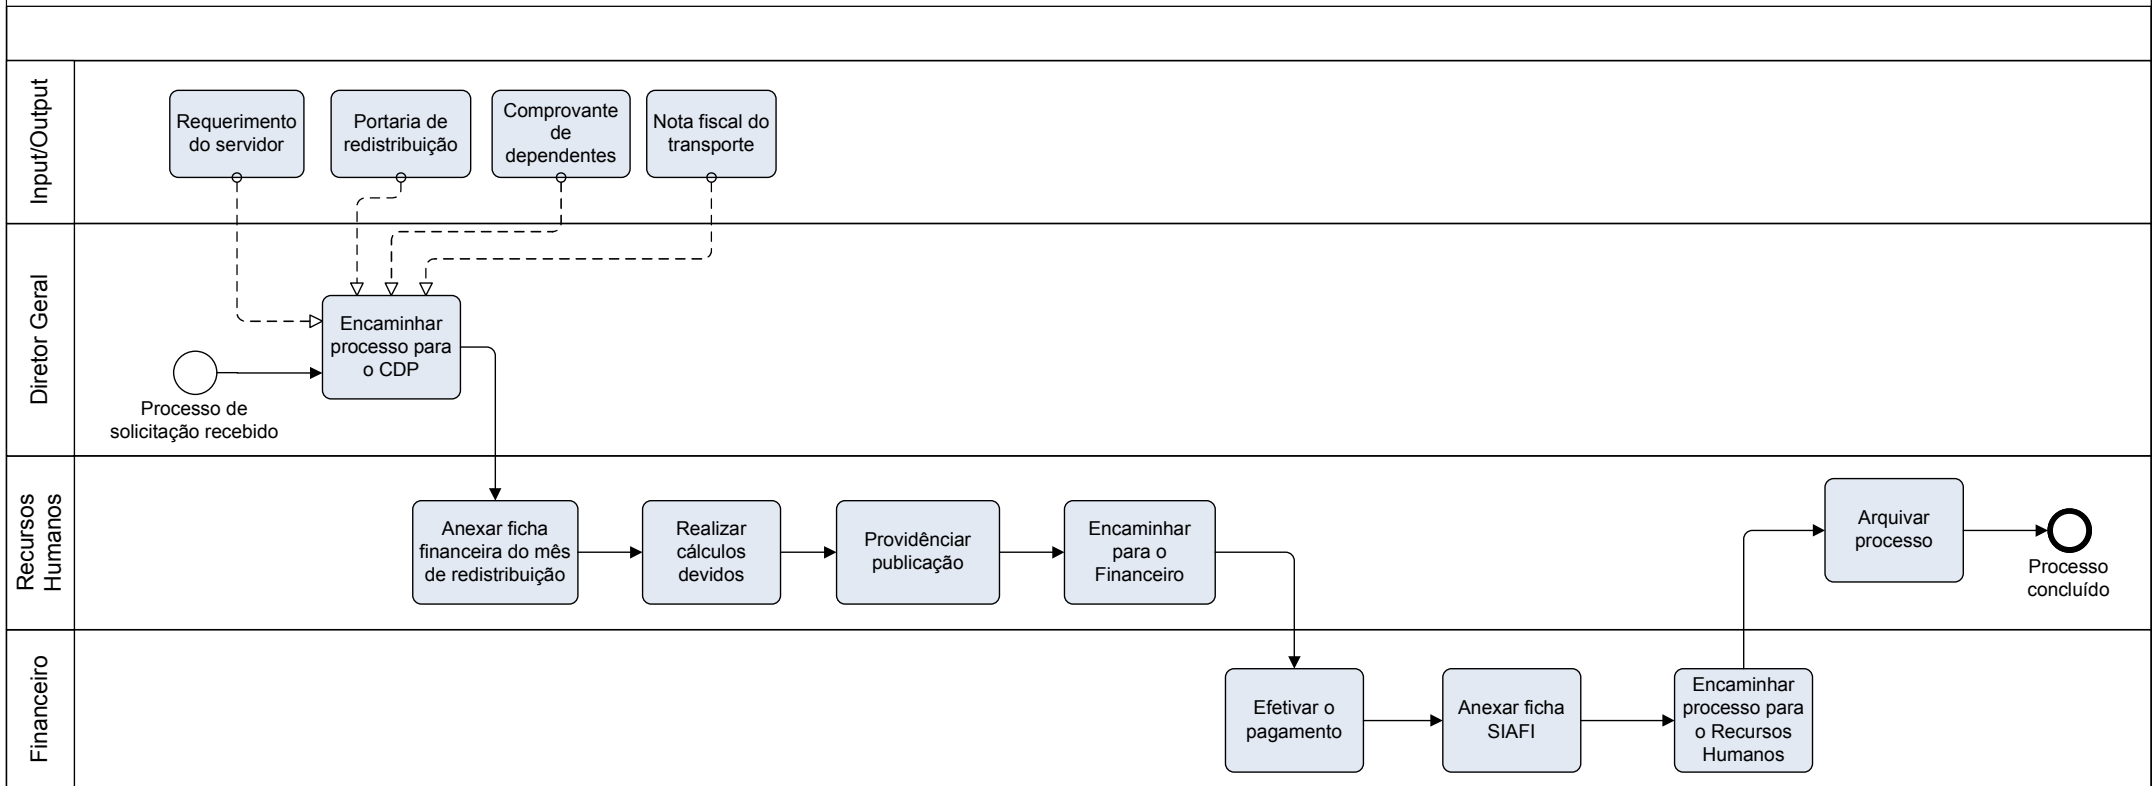 Input/Output
Requerimento
do servidor
Portaria de
redistribuição
Comprovante
de
dependentes
Nota fiscal do
transporte
Diretor Geral
Encaminhar
processo para
o CDP
Processo de
solicitação recebido
Recursos
Humanos
Anexar ficha
financeira do mês
de redistribuição
Realizar
cálculos
devidos
Providênciar
publicação
Encaminhar
para o
Financeiro
Arquivar
processo
Processo
concluído
Financeiro
Efetivar o
pagamento
Anexar ficha
SIAFI
Encaminhar
processo para
o Recursos
Humanos